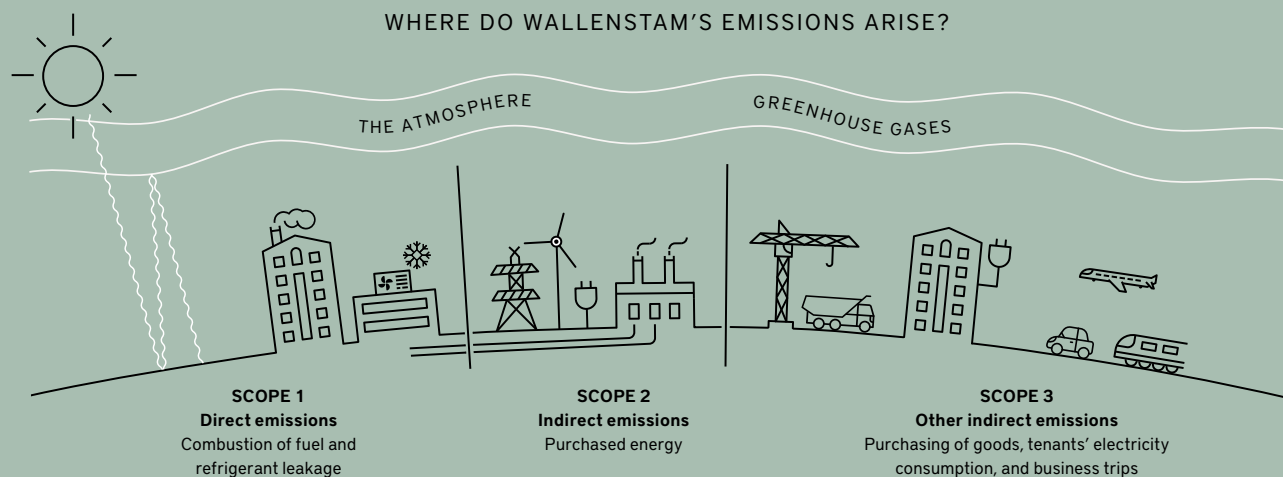 WHERE DO WALLENSTAM'S EMISSIONS ARISE?
THE ATMOSPHERE
GREENHOUSE GASES
SCOPE 1
Direct emissions
Combustion of fuel and
refrigerant leakage
SCOPE 2
Indirect emissions
Purchased energy
SCOPE 3
Other indirect emissions
Purchasing of goods, tenants' electricity
consumption, and business trips